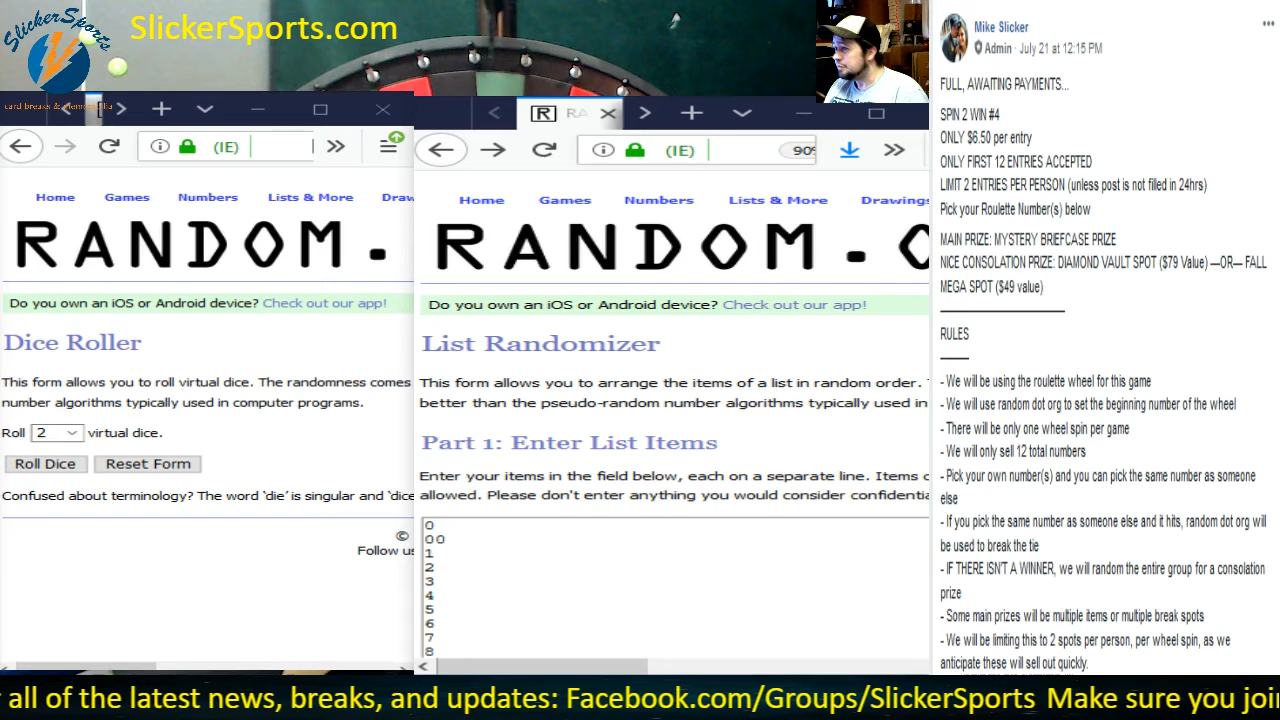 SlickerSports
card breaks & memorabilia
SlickerSports.com
(IE)
Home Games Numbers Lists & More Draw
RANDOM.
Do you own an iOS or Android device? Check out our app!
Dice Roller
This form allows you to roll virtual dice. The randomness comes
number algorithms typically used in computer programs.
Roll 2 virtual dice.
Roll Dice Reset Form
Confused about terminology? The word ‘die’ is singular and ‘dice
©
Follow us
R RA
(IE) 90%
Home Games Numbers Lists & More Drawings
RANDOM.O
Do you own an iOS or Android device? Check out our app!
List Randomizer
This form allows you to arrange the items of a list in random order.
better than the pseudo-random number algorithms typically used in
Part 1: Enter List Items
Enter your items in the field below, each on a separate line. Items c
allowed. Please don't enter anything you would consider confidentia
0
00
1
2
3
4
5
6
7
8
Mike Slicker
Admin · July 21 at 12:15 PM
FULL, AWAITING PAYMENTS...
SPIN 2 WIN #4
ONLY $6.50 per entry
ONLY FIRST 12 ENTRIES ACCEPTED
LIMIT 2 ENTRIES PER PERSON (unless post is not filled in 24hrs)
Pick your Roulette Number(s) below
MAIN PRIZE: MYSTERY BRIEFCASE PRIZE
NICE CONSOLATION PRIZE: DIAMOND VAULT SPOT ($79 Value) —OR— FALL
MEGA SPOT ($49 value)
RULES
- We will be using the roulette wheel for this game
- We will use random dot org to set the beginning number of the wheel
- There will be only one wheel spin per game
- We will only sell 12 total numbers
- Pick your own number(s) and you can pick the same number as someone
else
- If you pick the same number as someone else and it hits, random dot org will
be used to break the tie
- IF THERE ISN'T A WINNER, we will random the entire group for a consolation
prize
- Some main prizes will be multiple items or multiple break spots
- We will be limiting this to 2 spots per person, per wheel spin, as we
anticipate these will sell out quickly.
r all of the latest news, breaks, and updates: Facebook.com/Groups/SlickerSports Make sure you joi